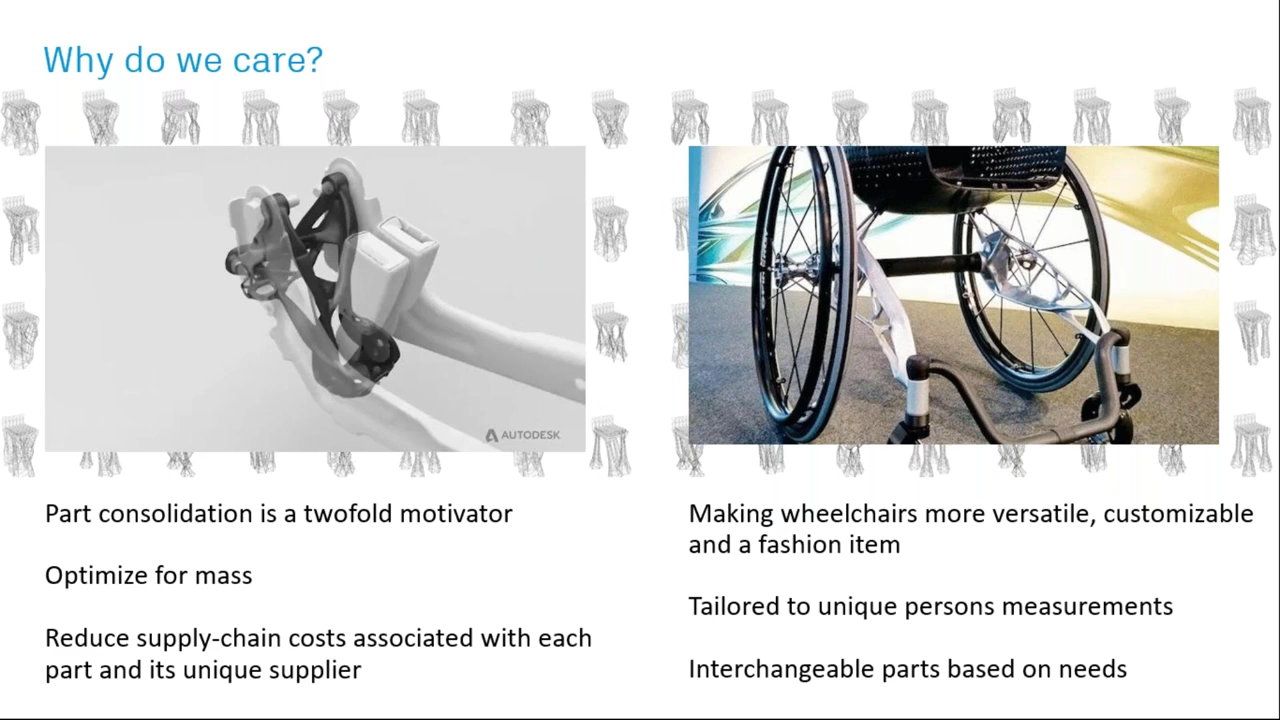 Why do we care?
AUTODESK
Part consolidation is a twofold motivator
Optimize for mass
Reduce supply-chain costs associated with each
part and its unique supplier
Making wheelchairs more versatile, customizable
and a fashion item
Tailored to unique persons measurements
Interchangeable parts based on needs